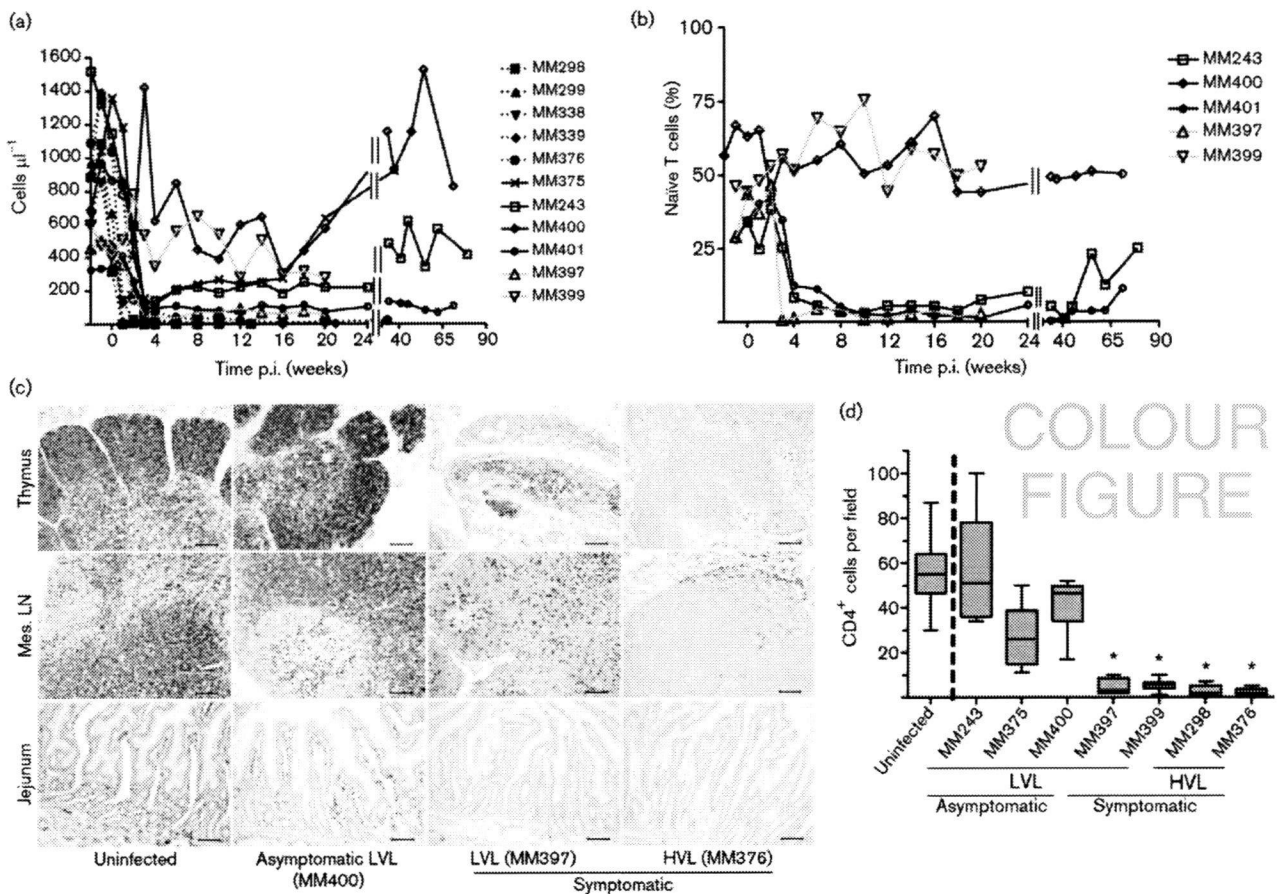 (a)
Cells µl⁻¹
1600
1400
1200
1000
800
600
400
200
0 4 8 12 16 20 24 40 65 90
Time p.i. (weeks)
MM298
MM299
MM338
MM339
MM376
MM375
MM243
MM400
MM401
MM397
MM399
(b)
Naïve T cells (%)
100
75
50
25
0 4 8 12 16 20 24 40 65 90
Time p.i. (weeks)
MM243
MM400
MM401
MM397
MM399
(c)
Thymus
Mes. LN
Jejunum
Uninfected
Asymptomatic LVL
(MM400)
LVL (MM397)
HVL (MM376)
Symptomatic
(d)
COLOUR
FIGURE
CD4⁺ cells per field
100
80
60
40
20
* * * *
Uninfected
MM243
MM375
MM400
MM397
MM399
MM298
MM376
LVL
HVL
Asymptomatic
Symptomatic